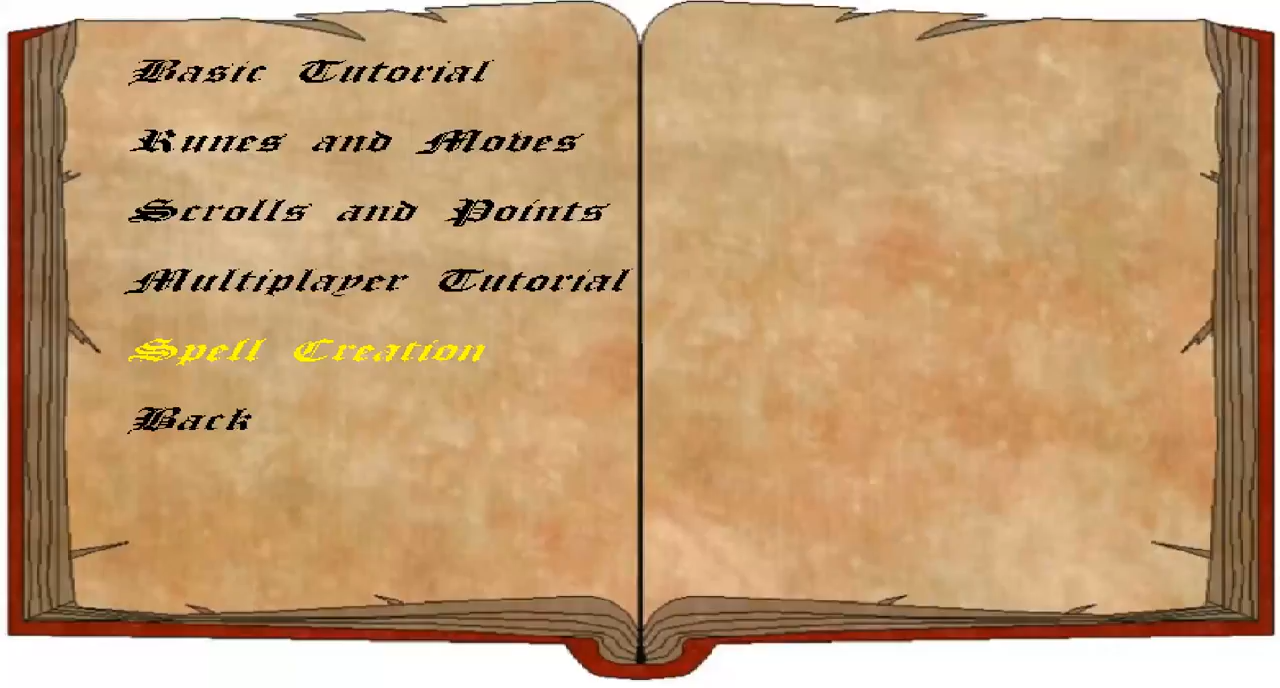 Basic Tutorial
Runes and Moves
Scrolls and Points
Multiplayer Tutorial
Spell Creation
Back